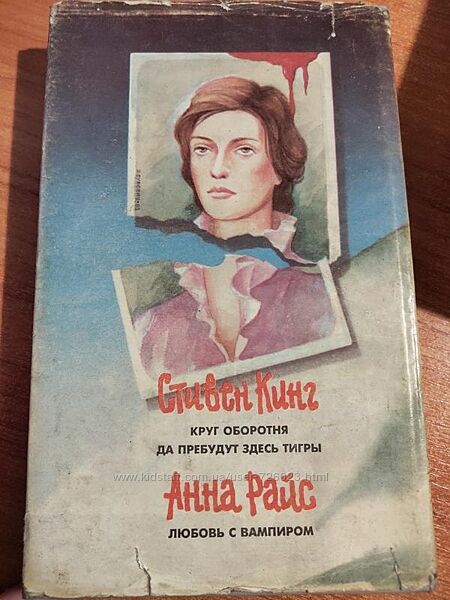 Стивен Кинг
КРУГ ОБОРОТНЯ
ДА ПРЕБУДУТ ЗДЕСЬ ТИГРЫ
Анна Райс
ЛЮБОВЬ С ВАМПИРОМ